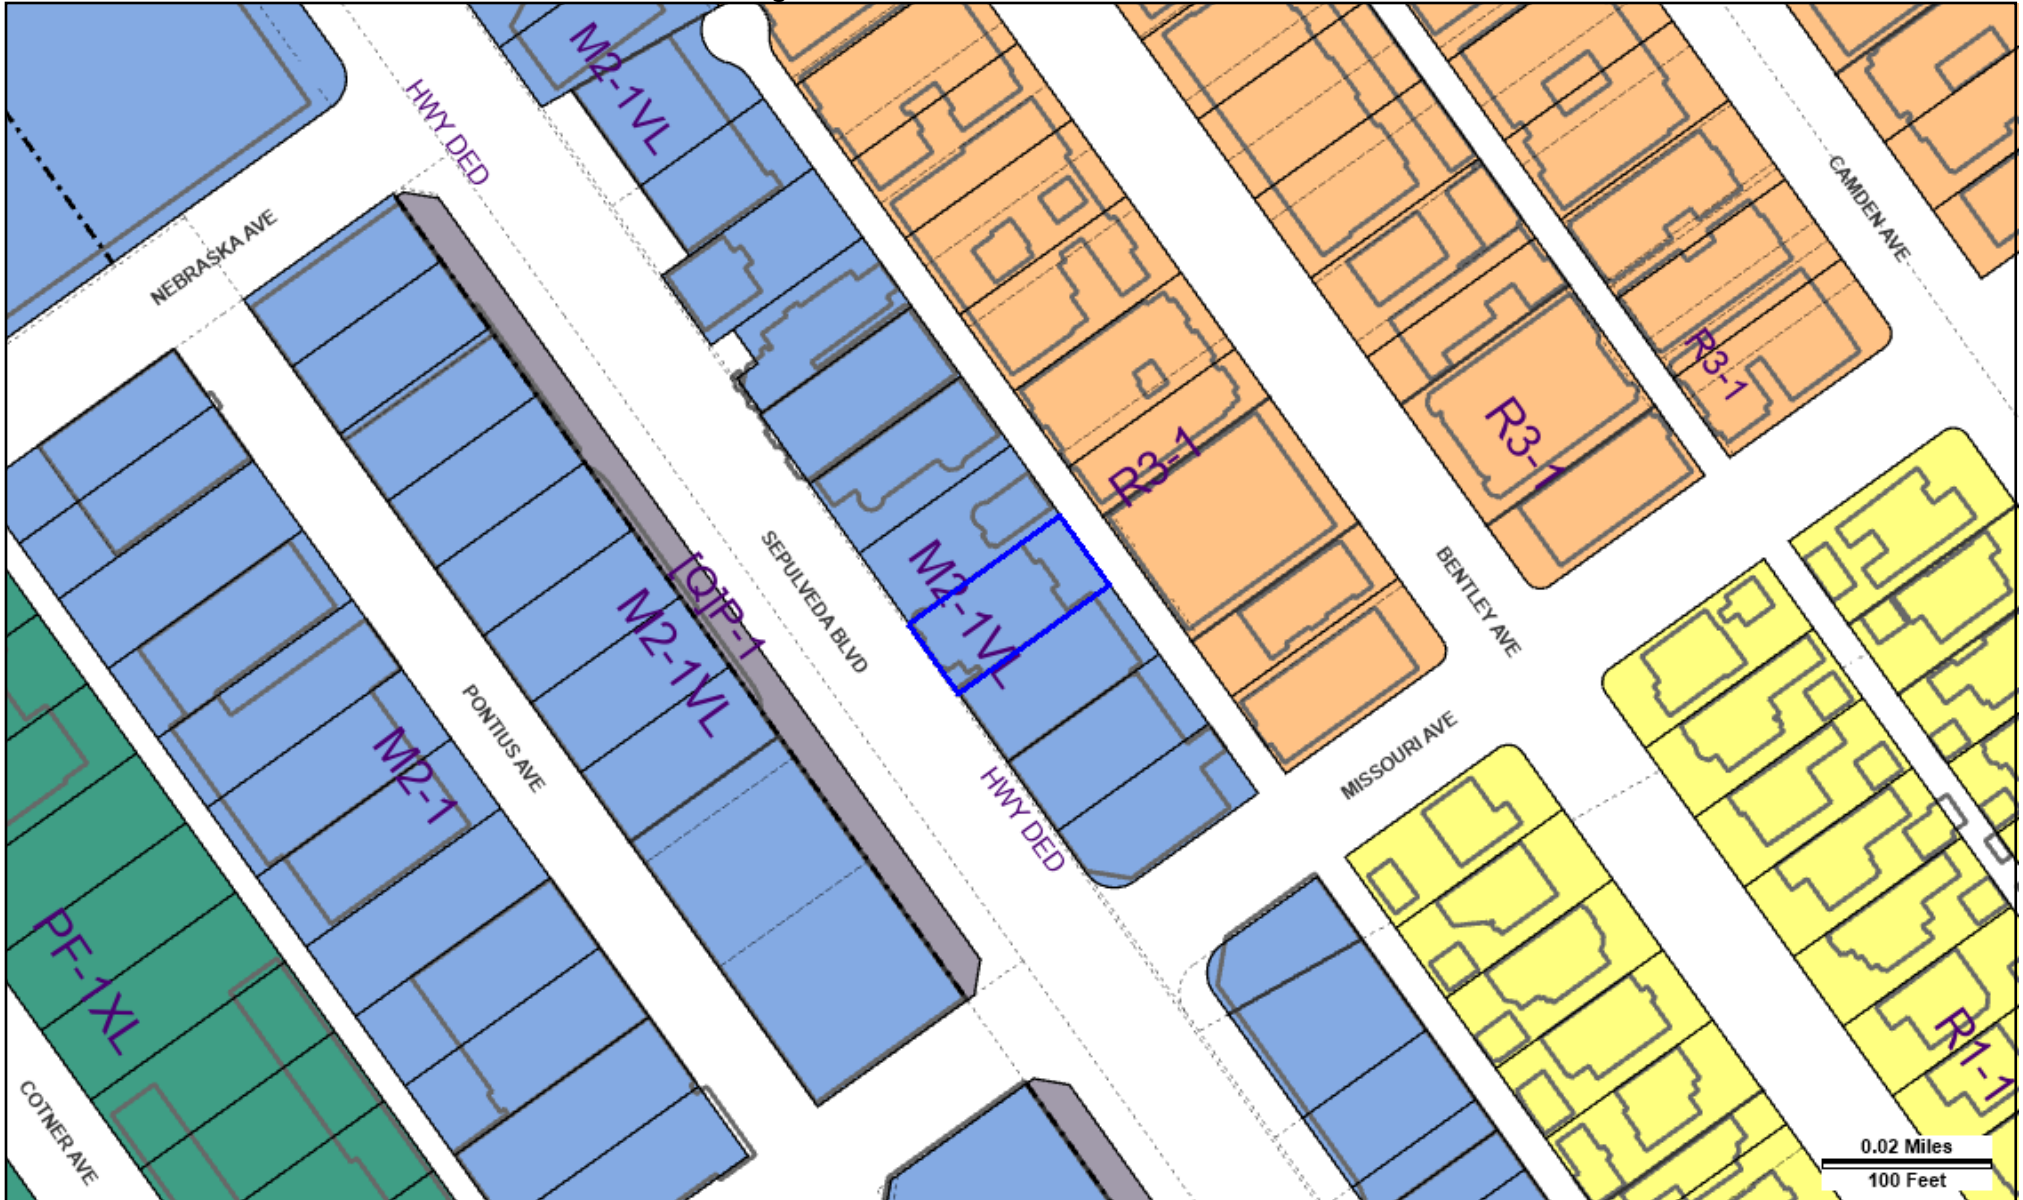 M2-1VL
HWY DED
CAMDEN AVE
NEBRASKA AVE
R3-1
R3-1
R3-1
[Q]P-1
M2-1VL
SEPULVEDA BLVD
M2-1VL
BENTLEY AVE
PONTIUS AVE
M2-1
MISSOURI AVE
HWY DED
PF-1XL
R1-1
COTNER AVE
0.02 Miles
100 Feet